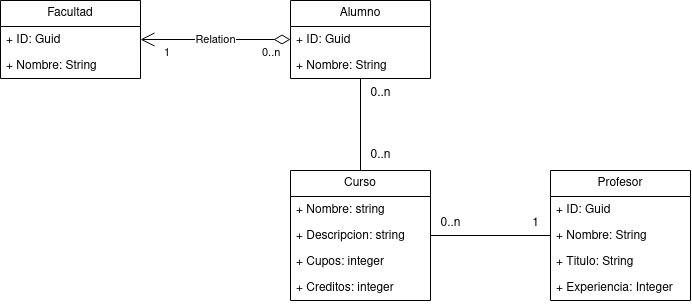 Facultad
+ ID: Guid
+ Nombre: String
1
Relation
0..n
Alumno
+ ID: Guid
+ Nombre: String
0..n
0..n
Curso
+ Nombre: string
+ Descripcion: string
+ Cupos: integer
+ Creditos: integer
0..n
1
Profesor
+ ID: Guid
+ Nombre: String
+ Titulo: String
+ Experiencia: Integer